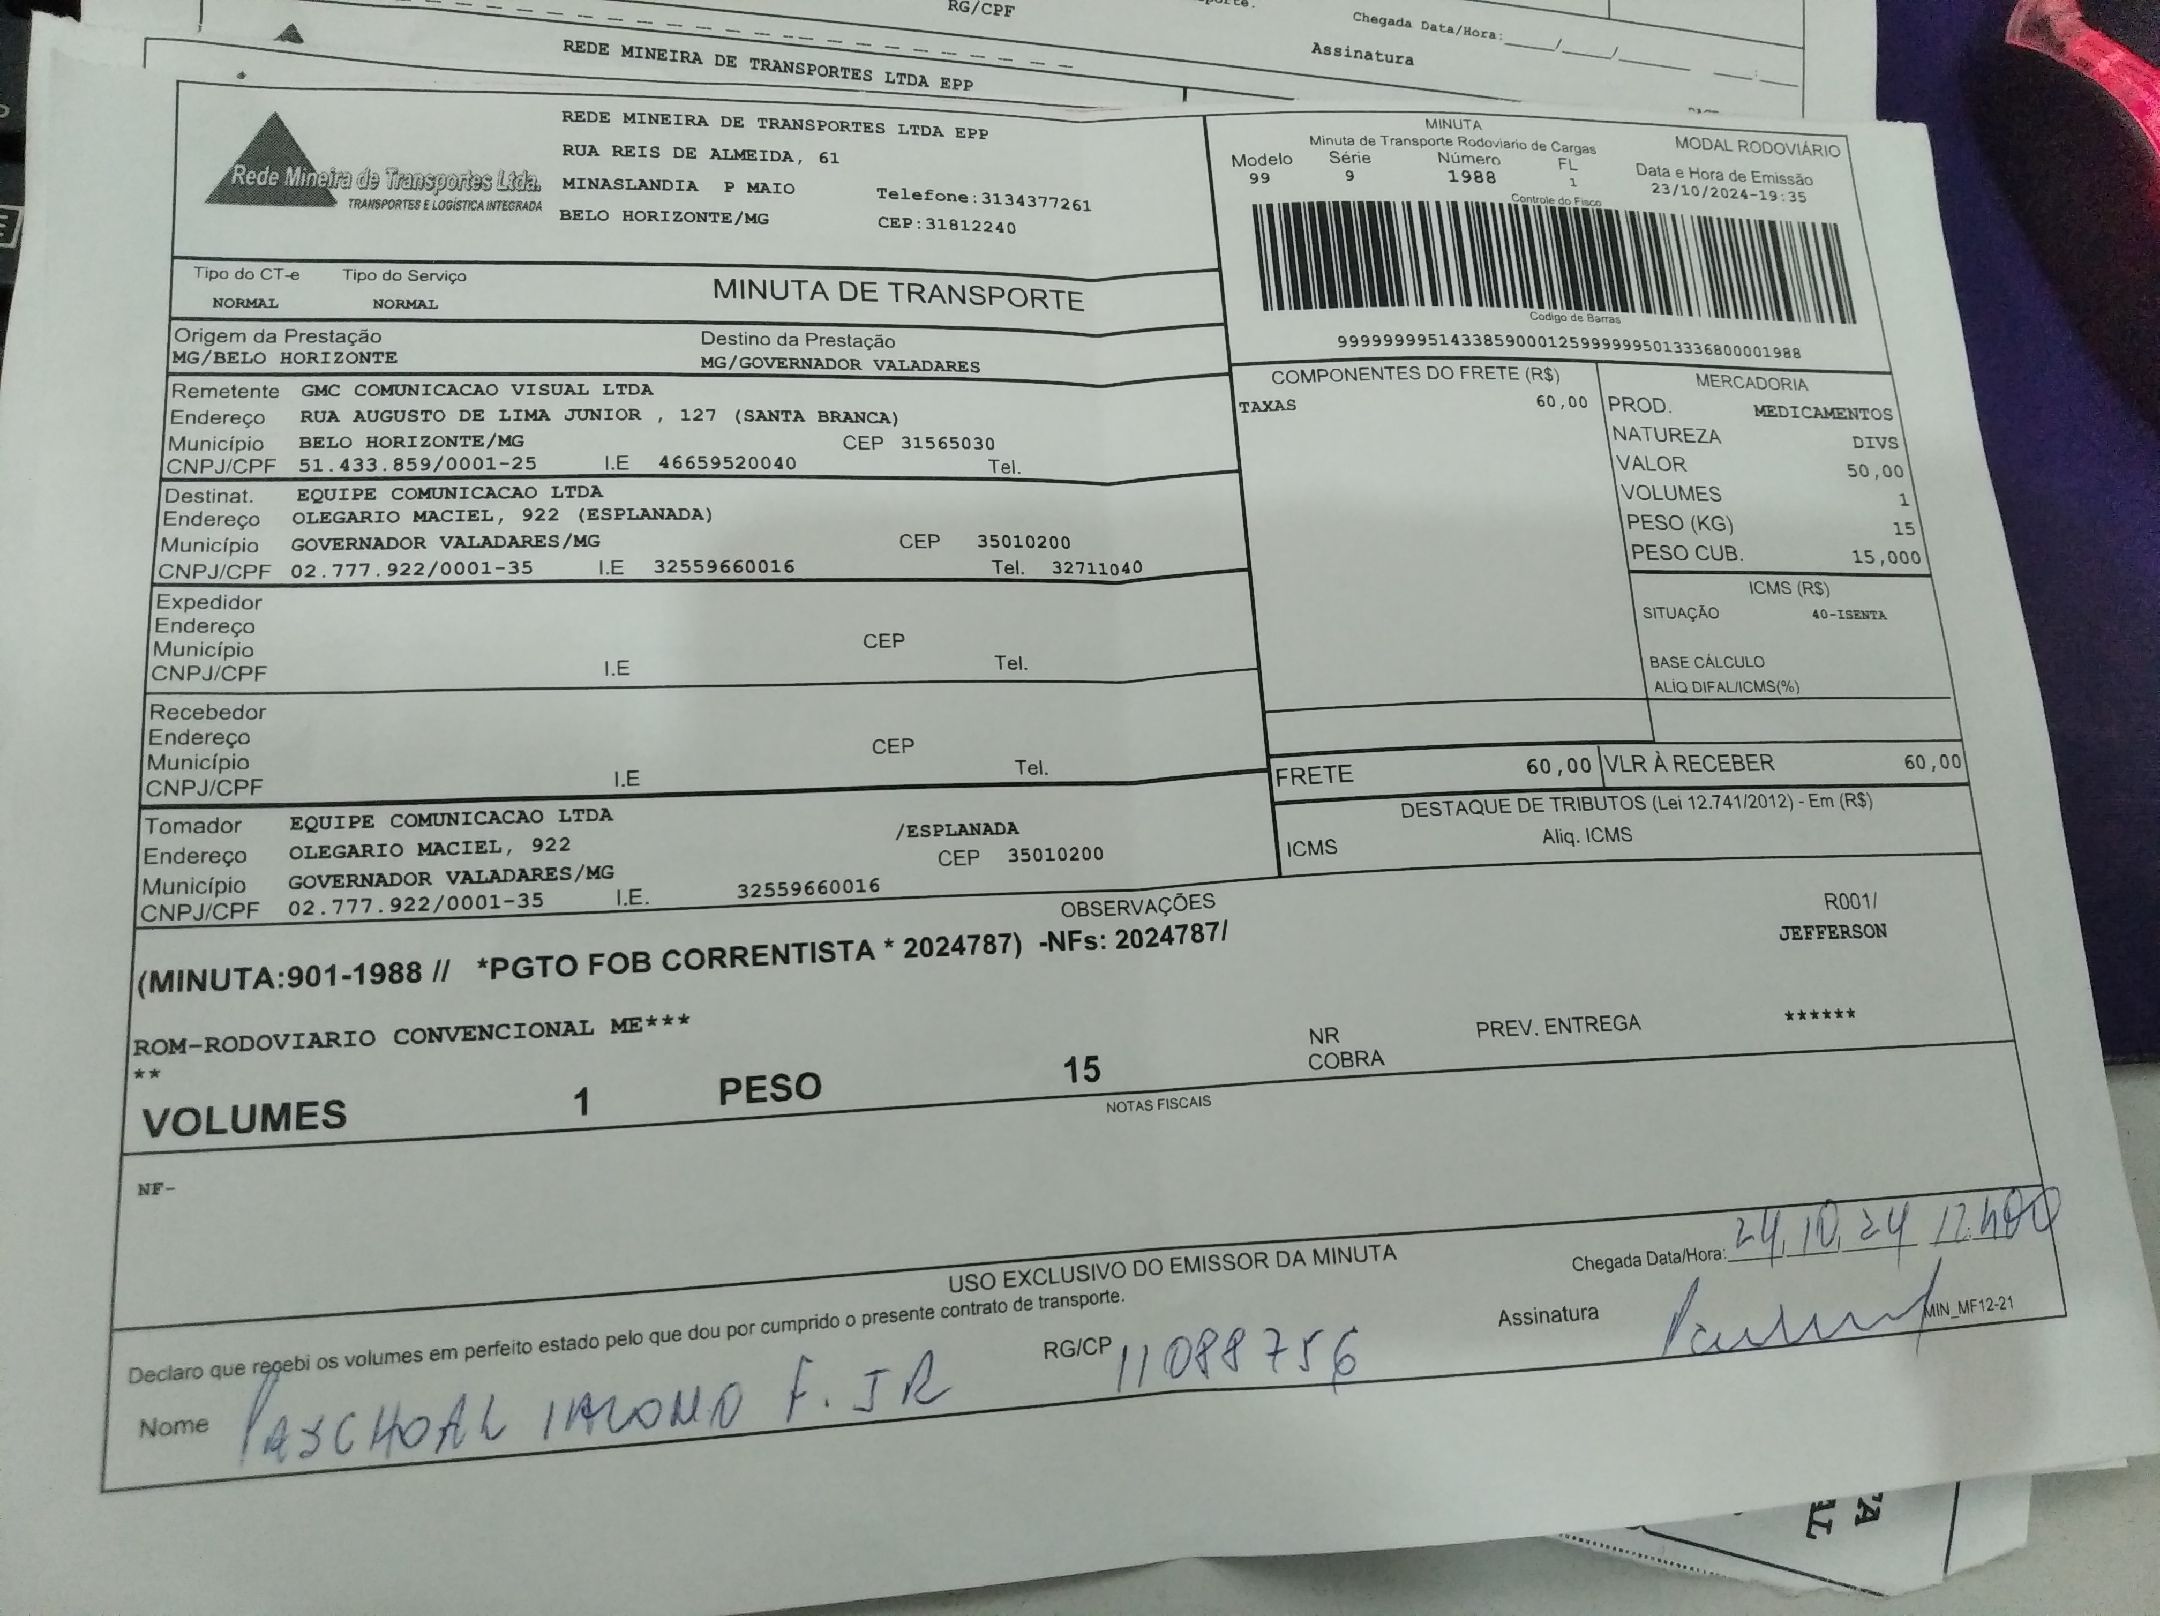 RG/CPF
Chegada Data/Hora:___/___/___ __:__
Assinatura
REDE MINEIRA DE TRANSPORTES LTDA EPP
Rede Mineira de Transportes Ltda.
TRANSPORTES E LOGÍSTICA INTEGRADA
REDE MINEIRA DE TRANSPORTES LTDA EPP
RUA REIS DE ALMEIDA, 61
MINASLANDIA P MAIO Telefone:3134377261
BELO HORIZONTE/MG CEP:31812240
MINUTA
Minuta de Transporte Rodoviario de Cargas
MODAL RODOVIÁRIO
Modelo Série Número FL
99 9 1988 1
Data e Hora de Emissão
23/10/2024-19:35
Controle do Fisco
Codigo de Barras
99999999514338590001259999999501333680​0001988
Tipo do CT-e Tipo do Serviço
NORMAL NORMAL
MINUTA DE TRANSPORTE
Origem da Prestação Destino da Prestação
MG/BELO HORIZONTE MG/GOVERNADOR VALADARES
Remetente GMC COMUNICACAO VISUAL LTDA
Endereço RUA AUGUSTO DE LIMA JUNIOR , 127 (SANTA BRANCA)
Município BELO HORIZONTE/MG CEP 31565030
CNPJ/CPF 51.433.859/0001-25 I.E 46659520040 Tel.
Destinat. EQUIPE COMUNICACAO LTDA
Endereço OLEGARIO MACIEL, 922 (ESPLANADA)
Município GOVERNADOR VALADARES/MG CEP 35010200
CNPJ/CPF 02.777.922/0001-35 I.E 32559660016 Tel. 32711040
Expedidor
Endereço
Município CEP
CNPJ/CPF I.E Tel.
Recebedor
Endereço
Município CEP
CNPJ/CPF I.E Tel.
Tomador EQUIPE COMUNICACAO LTDA
Endereço OLEGARIO MACIEL, 922 /ESPLANADA
Município GOVERNADOR VALADARES/MG CEP 35010200
CNPJ/CPF 02.777.922/0001-35 I.E. 32559660016
COMPONENTES DO FRETE (R$)
TAXAS 60,00
MERCADORIA
PROD. MEDICAMENTOS
NATUREZA DIVS
VALOR 50,00
VOLUMES 1
PESO (KG) 15
PESO CUB. 15,000
ICMS (R$)
SITUAÇÃO 40-ISENTA
BASE CÁLCULO
ALÍQ DIFAL/ICMS(%)
FRETE 60,00 VLR À RECEBER 60,00
DESTAQUE DE TRIBUTOS (Lei 12.741/2012) - Em (R$)
ICMS Aliq. ICMS
OBSERVAÇÕES
R001/
JEFFERSON
(MINUTA:901-1988 // *PGTO FOB CORRENTISTA * 2024787) -NFs: 2024787/
ROM-RODOVIARIO CONVENCIONAL ME***
**
NR
COBRA
PREV. ENTREGA ******
VOLUMES 1 PESO 15
NOTAS FISCAIS
NF-
USO EXCLUSIVO DO EMISSOR DA MINUTA
Chegada Data/Hora: 24.10.24 12:h00
Declaro que recebi os volumes em perfeito estado pelo que dou por cumprido o presente contrato de transporte.
Nome PASCHOAL F. JR
RG/CP 11088756
Assinatura
MIN_MF12-21